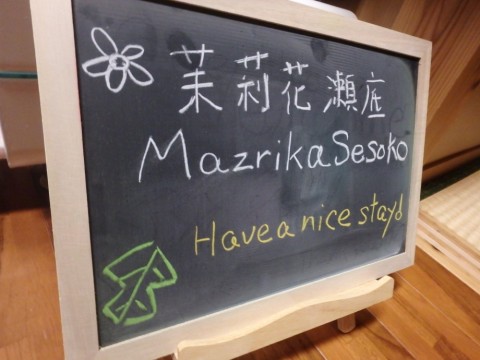 茉莉花瀬底
MazrikaSesoko
Have a nice stay!